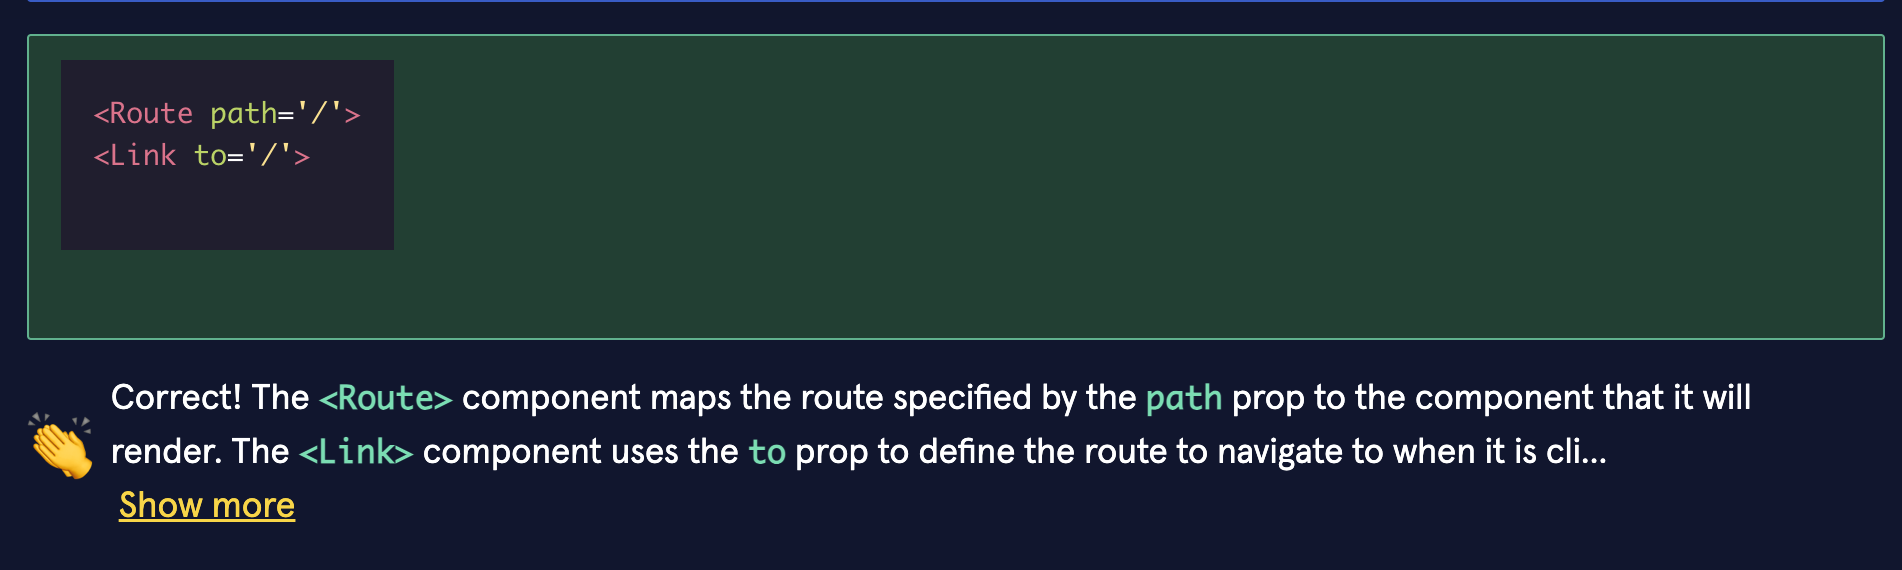 <Route path='/'>
<Link to='/'>
Correct! The <Route> component maps the route specified by the path prop to the component that it will
render. The <Link> component uses the to prop to define the route to navigate to when it is cli...
Show more